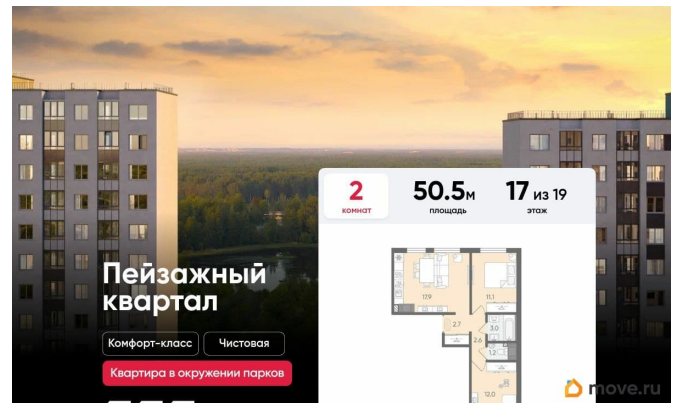 2
комнат
50.5м
площадь
17 из 19
этаж
Пейзажный
квартал
Комфорт-класс
Чистовая
Квартира в окружении парков
17.9
11.1
2.7
3.0
2.6
1.2
12.0
move.ru